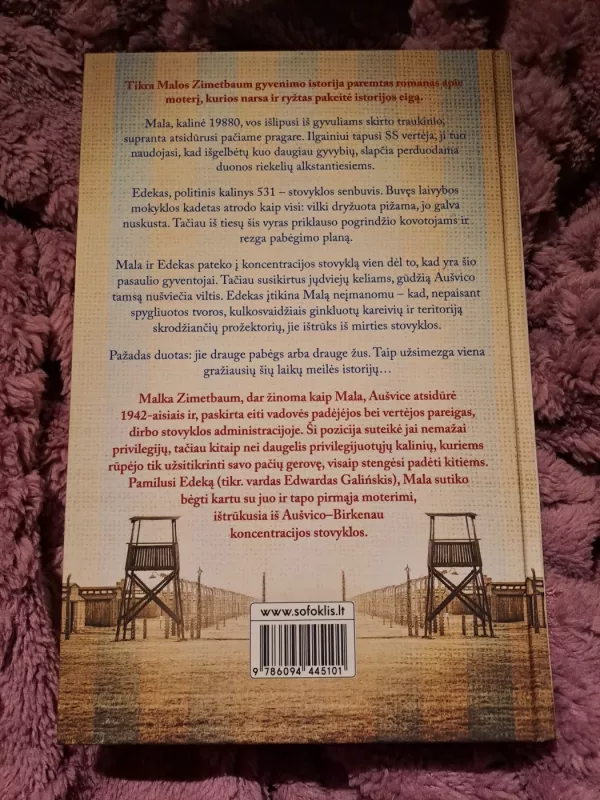 Tikra Malos Zimetbaum gyvenimo istorija paremtas romanas apie
moterį, kurios narsa ir ryžtas pakeitė istorijos eigą.
Mala, kalinė 19880, vos išlipusi iš gyvuliams skirto traukinio,
supranta atsidūrusi pačiame pragare. Ilgainiui tapusi SS vertėja, ji tuo
naudojasi, kad išgelbėtų kuo daugiau gyvybių, slapčia perduodama
duonos riekelių alkstantiesiems.
Edekas, politinis kalinys 531 – stovyklos senbuvis. Buvęs laivybos
mokyklos kadetas atrodo kaip visi: vilki dryžuota pižama, jo galva
nuskusta. Tačiau iš tiesų šis vyras priklauso pogrindžio kovotojams ir
rezga pabėgimo planą.
Mala ir Edekas pateko į koncentracijos stovyklą vien dėl to, kad yra šio
pasaulio gyventojai. Tačiau susikirtus jųdviejų keliams, gūdžią Aušvico
tamsą nušviečia viltis. Edekas įtikina Malą neįmanomu – kad, nepaisant
spygliuotos tvoros, kulkosvaidžiais ginkluotų kareivių ir teritoriją
skrodžiančių prožektorių, jie ištrūks iš mirties stovyklos.
Pažadas duotas: jie drauge pabėgs arba drauge žus. Taip užsimezga viena
gražiausių šių laikų meilės istorijų…
Malka Zimetbaum, dar žinoma kaip Mala, Aušvice atsidūrė
1942-aisiais ir, paskirta eiti vadovės padėjėjos bei vertėjos pareigas,
dirbo stovyklos administracijoje. Ši pozicija suteikė jai nemažai
privilegijų, tačiau kitaip nei daugelis privilegijuotųjų kalinių, kuriems
rūpėjo tik užsitikrinti savo pačių gerovę, visaip stengėsi padėti kitiems.
Pamilusi Edeką (tikr. vardas Edwardas Galińskis), Mala sutiko
bėgti kartu su juo ir tapo pirmąja moterimi,
ištrūkusia iš Aušvico–Birkenau
koncentracijos stovyklos.
www.sofoklis.lt
9 786094 445101